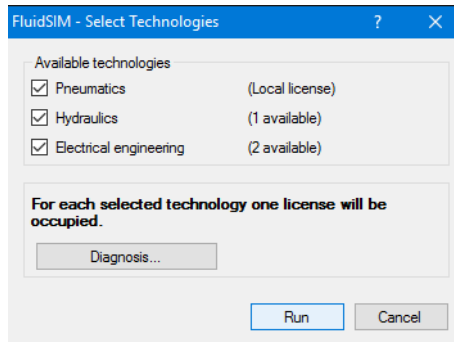 FluidSIM - Select Technologies
Available technologies
Pneumatics (Local license)
Hydraulics (1 available)
Electrical engineering (2 available)
For each selected technology one license will be
occupied.
Diagnosis...
Run Cancel